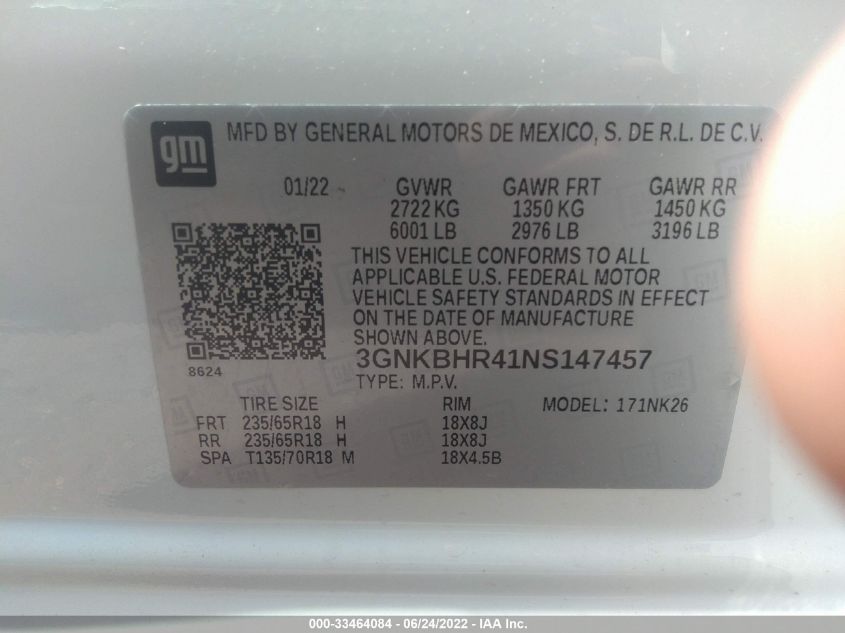 gm MFD BY GENERAL MOTORS DE MEXICO, S. DE R.L. DE C.V.
01/22 GVWR GAWR FRT GAWR RR
2722 KG 1350 KG 1450 KG
6001 LB 2976 LB 3196 LB
THIS VEHICLE CONFORMS TO ALL
APPLICABLE U.S. FEDERAL MOTOR
VEHICLE SAFETY STANDARDS IN EFFECT
ON THE DATE OF MANUFACTURE
SHOWN ABOVE.
8624
3GNKBHR41NS147457
TYPE: M.P.V.
TIRE SIZE RIM MODEL: 171NK26
FRT 235/65R18 H 18X8J
RR 235/65R18 H 18X8J
SPA T135/70R18 M 18X4.5B
000-33464084 - 06/24/2022 - IAA Inc.